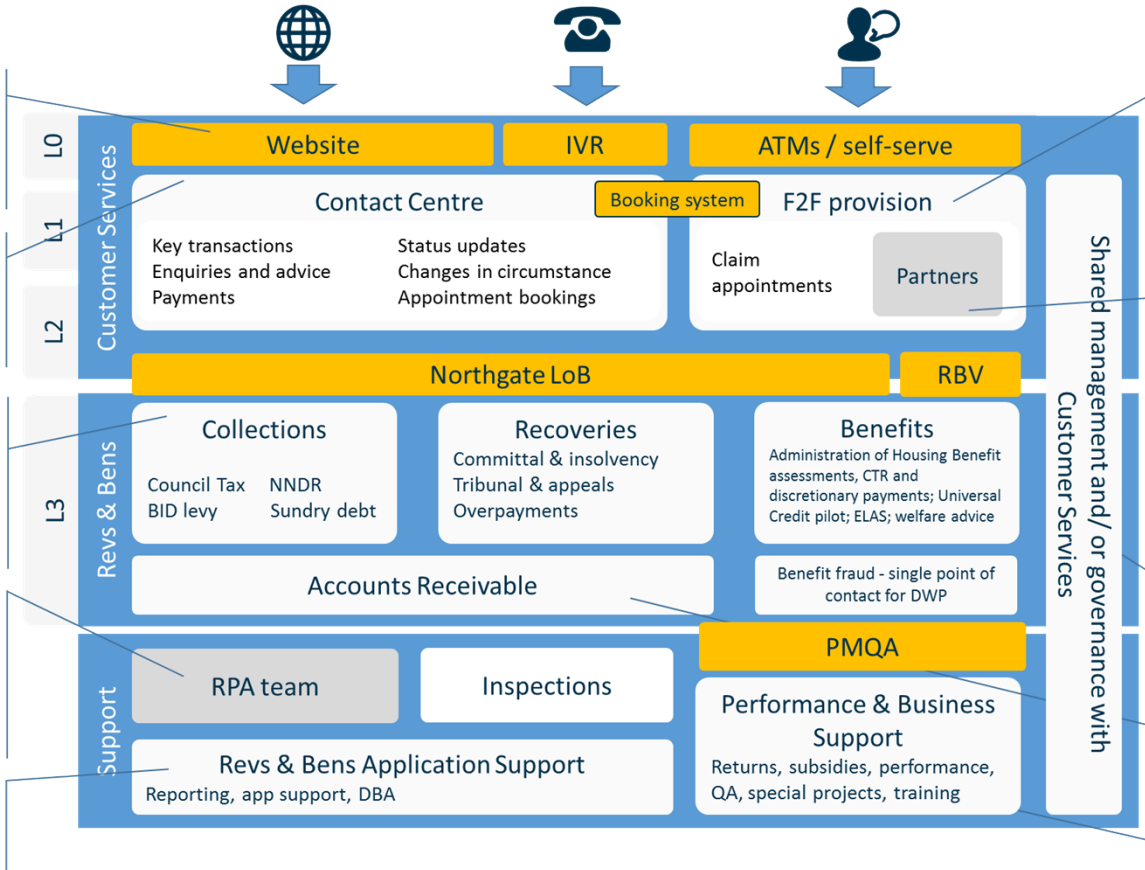 L0
L1
L2
L3
Customer Services
Website
IVR
ATMs / self-serve
Contact Centre
Booking system
F2F provision
Key transactions
Enquiries and advice
Payments
Status updates
Changes in circumstance
Appointment bookings
Claim
appointments
Partners
Northgate LoB
RBV
Revs & Bens
Collections
Council Tax
BID levy
NNDR
Sundry debt
Recoveries
Committal & insolvency
Tribunal & appeals
Overpayments
Benefits
Administration of Housing Benefit
assessments, CTR and
discretionary payments; Universal
Credit pilot; ELAS; welfare advice
Accounts Receivable
Benefit fraud - single point of
contact for DWP
Support
PMQA
RPA team
Inspections
Performance & Business
Support
Returns, subsidies, performance,
QA, special projects, training
Revs & Bens Application Support
Reporting, app support, DBA
Shared management and/ or governance with
Customer Services